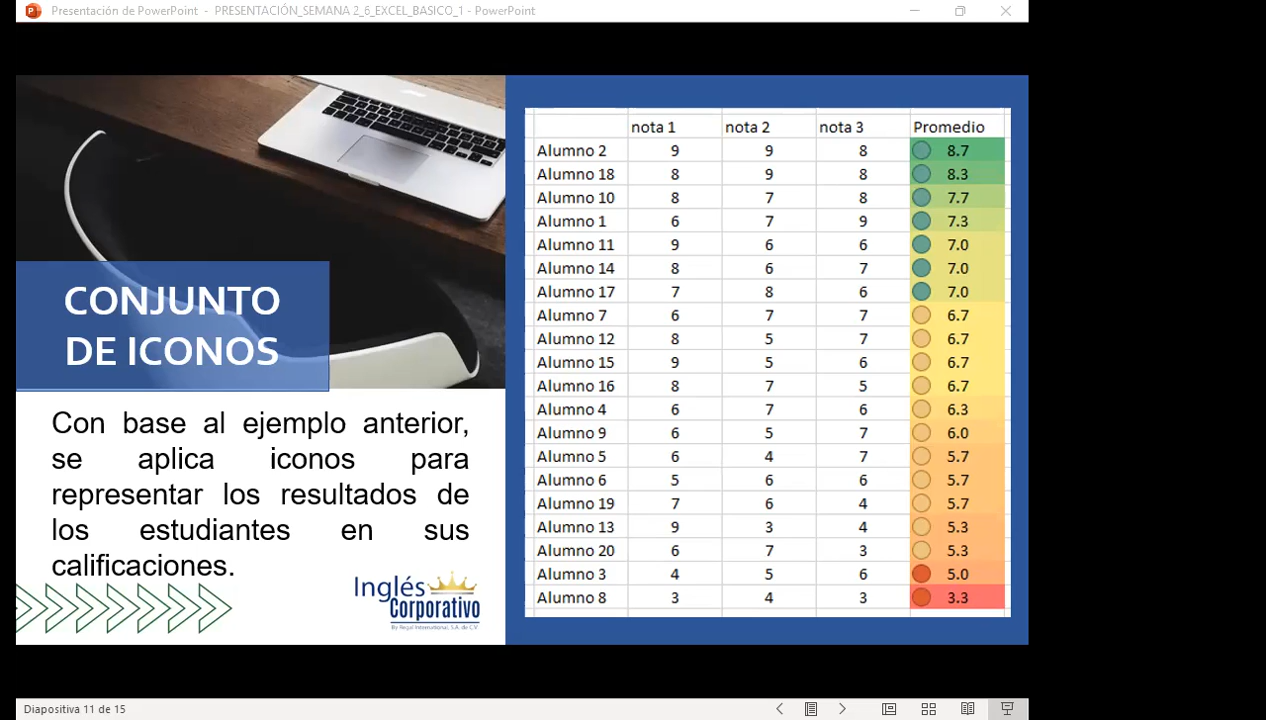 Presentación de PowerPoint - PRESENTACIÓN_SEMANA 2_6_EXCEL_BASICO_1 - PowerPoint
CONJUNTO
DE ICONOS
Con base al ejemplo anterior,
se aplica iconos para
representar los resultados de
los estudiantes en sus
calificaciones.
Inglés
Corporativo
By Regal International, S.A. de C.V.
nota 1 nota 2 nota 3 Promedio
Alumno 2 9 9 8 8.7
Alumno 18 8 9 8 8.3
Alumno 10 8 7 8 7.7
Alumno 1 6 7 9 7.3
Alumno 11 9 6 6 7.0
Alumno 14 8 6 7 7.0
Alumno 17 7 8 6 7.0
Alumno 7 6 7 7 6.7
Alumno 12 8 5 7 6.7
Alumno 15 9 5 6 6.7
Alumno 16 8 7 5 6.7
Alumno 4 6 7 6 6.3
Alumno 9 6 5 7 6.0
Alumno 5 6 4 7 5.7
Alumno 6 5 6 6 5.7
Alumno 19 7 6 4 5.7
Alumno 13 9 3 4 5.3
Alumno 20 6 7 3 5.3
Alumno 3 4 5 6 5.0
Alumno 8 3 4 3 3.3
Diapositiva 11 de 15